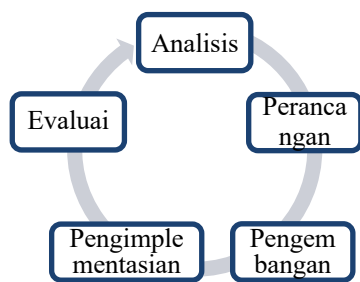 Analisis
Peranca
ngan
Pengem
bangan
Pengimple
mentasian
Evaluai